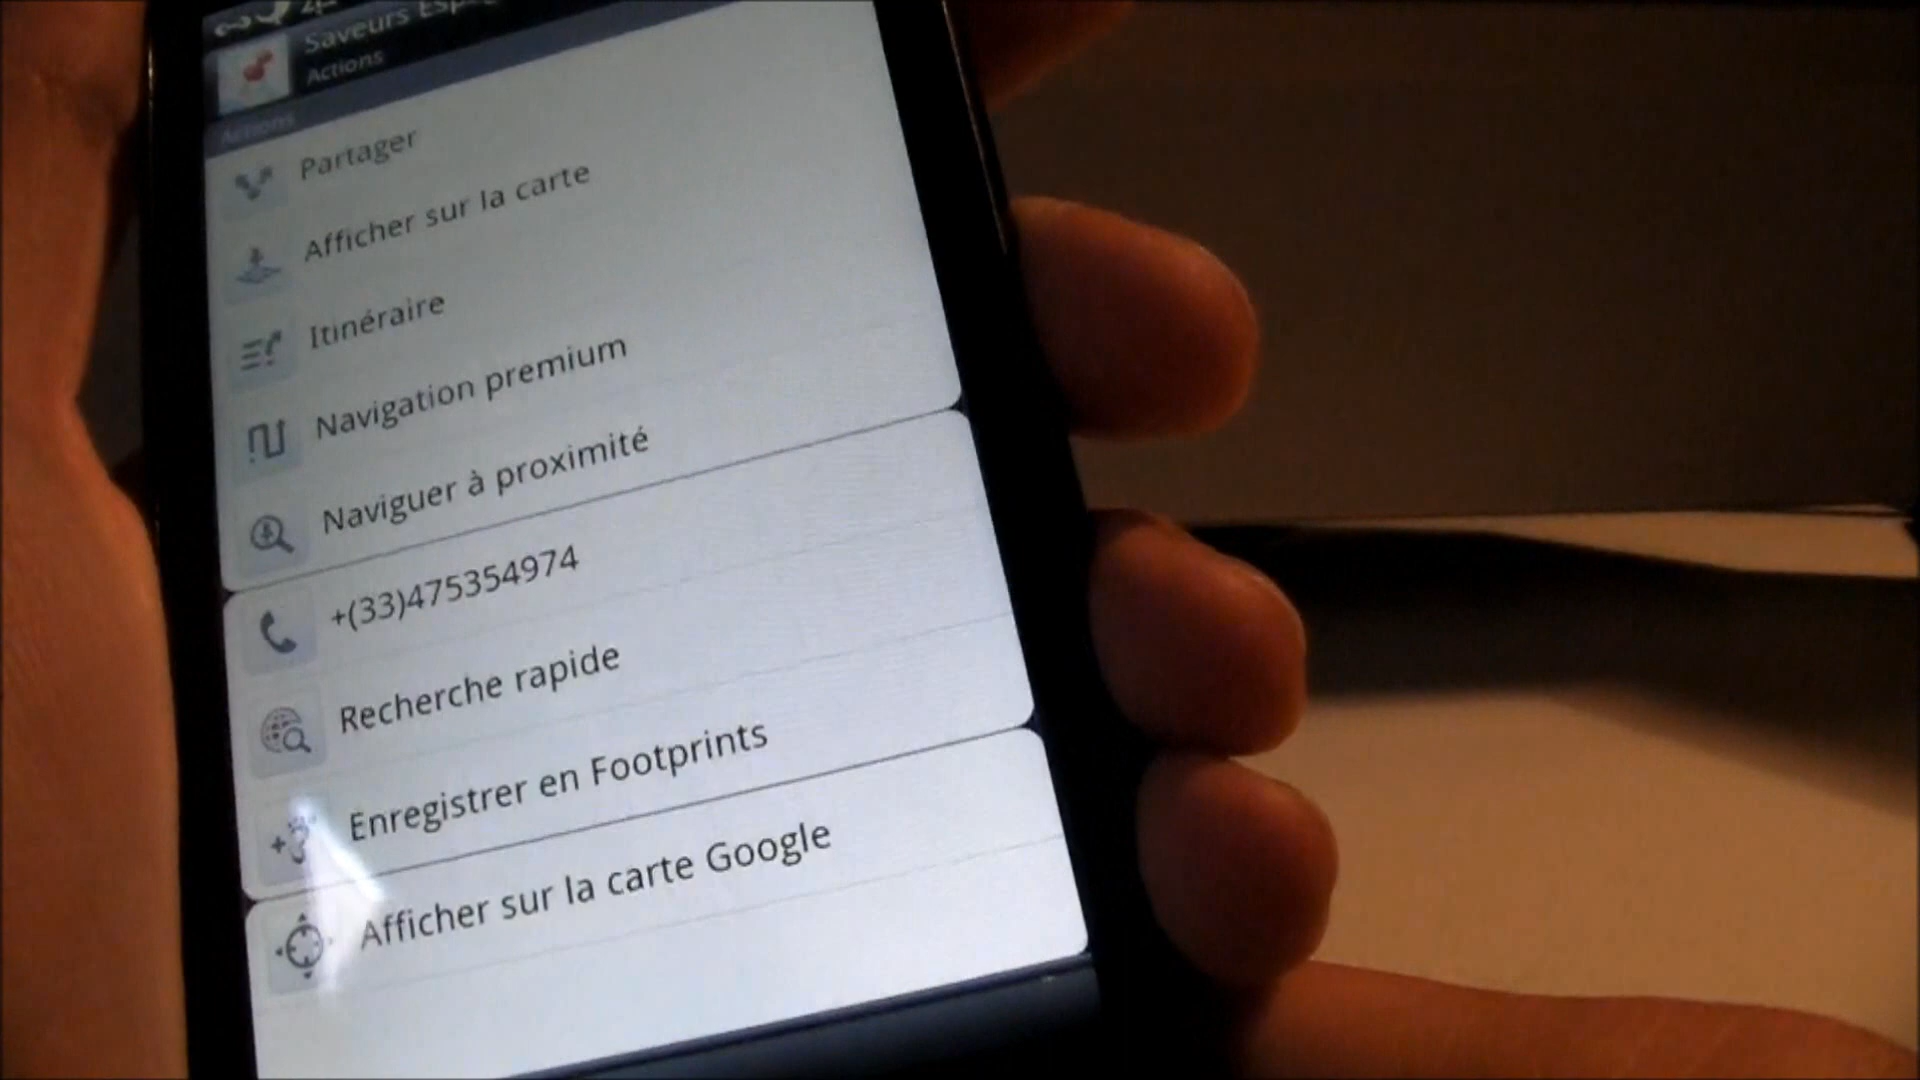 Saveurs
Actions
Actions
Partager
Afficher sur la carte
Itinéraire
Navigation premium
Naviguer à proximité
+(33)475354974
Recherche rapide
Enregistrer en Footprints
Afficher sur la carte Google